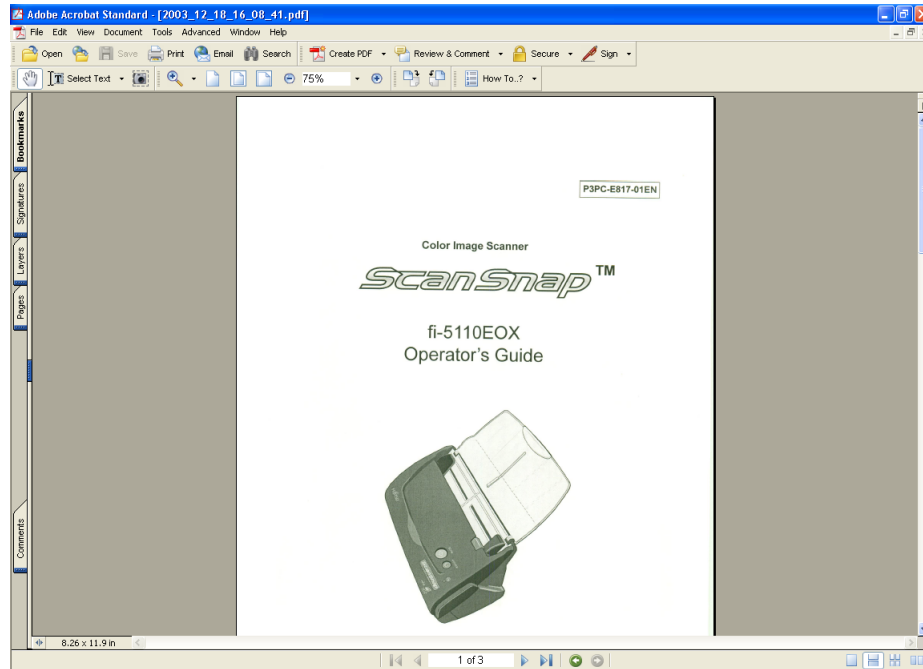 Adobe Acrobat Standard - [2003_12_18_16_08_41.pdf]
File Edit View Document Tools Advanced Window Help
Open Save Print Email Search Create PDF Review & Comment Secure Sign
Select Text 75% How To..?
Bookmarks
Signatures
Layers
Pages
Comments
P3PC-E817-01EN
Color Image Scanner
ScanSnap™
fi-5110EOX
Operator's Guide
8.26 x 11.9 in
1 of 3